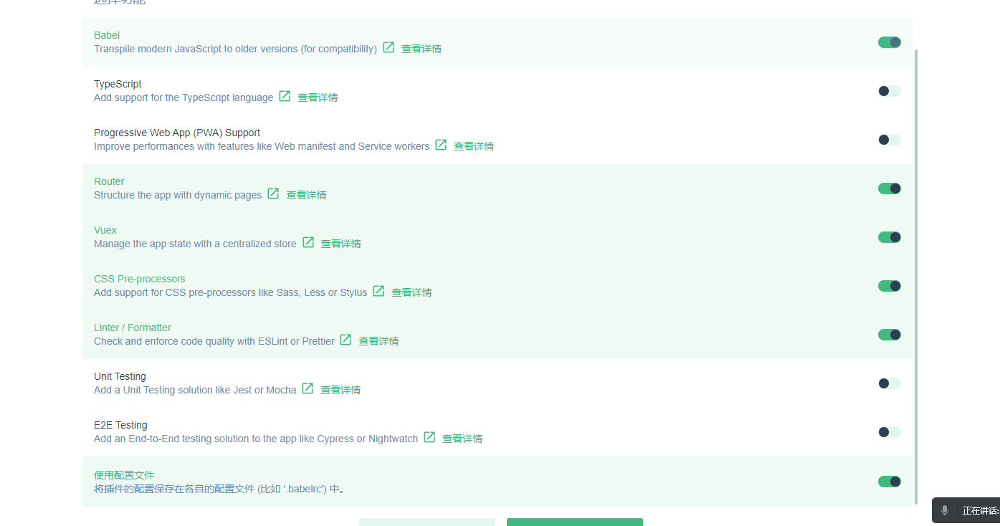 选择功能
Babel
Transpile modern JavaScript to older versions (for compatibility) 查看详情
TypeScript
Add support for the TypeScript language 查看详情
Progressive Web App (PWA) Support
Improve performances with features like Web manifest and Service workers 查看详情
Router
Structure the app with dynamic pages 查看详情
Vuex
Manage the app state with a centralized store 查看详情
CSS Pre-processors
Add support for CSS pre-processors like Sass, Less or Stylus 查看详情
Linter / Formatter
Check and enforce code quality with ESLint or Prettier 查看详情
Unit Testing
Add a Unit Testing solution like Jest or Mocha 查看详情
E2E Testing
Add an End-to-End testing solution to the app like Cypress or Nightwatch 查看详情
使用配置文件
将插件的配置保存在各自的配置文件 (比如 '.babelrc') 中。
正在讲话: